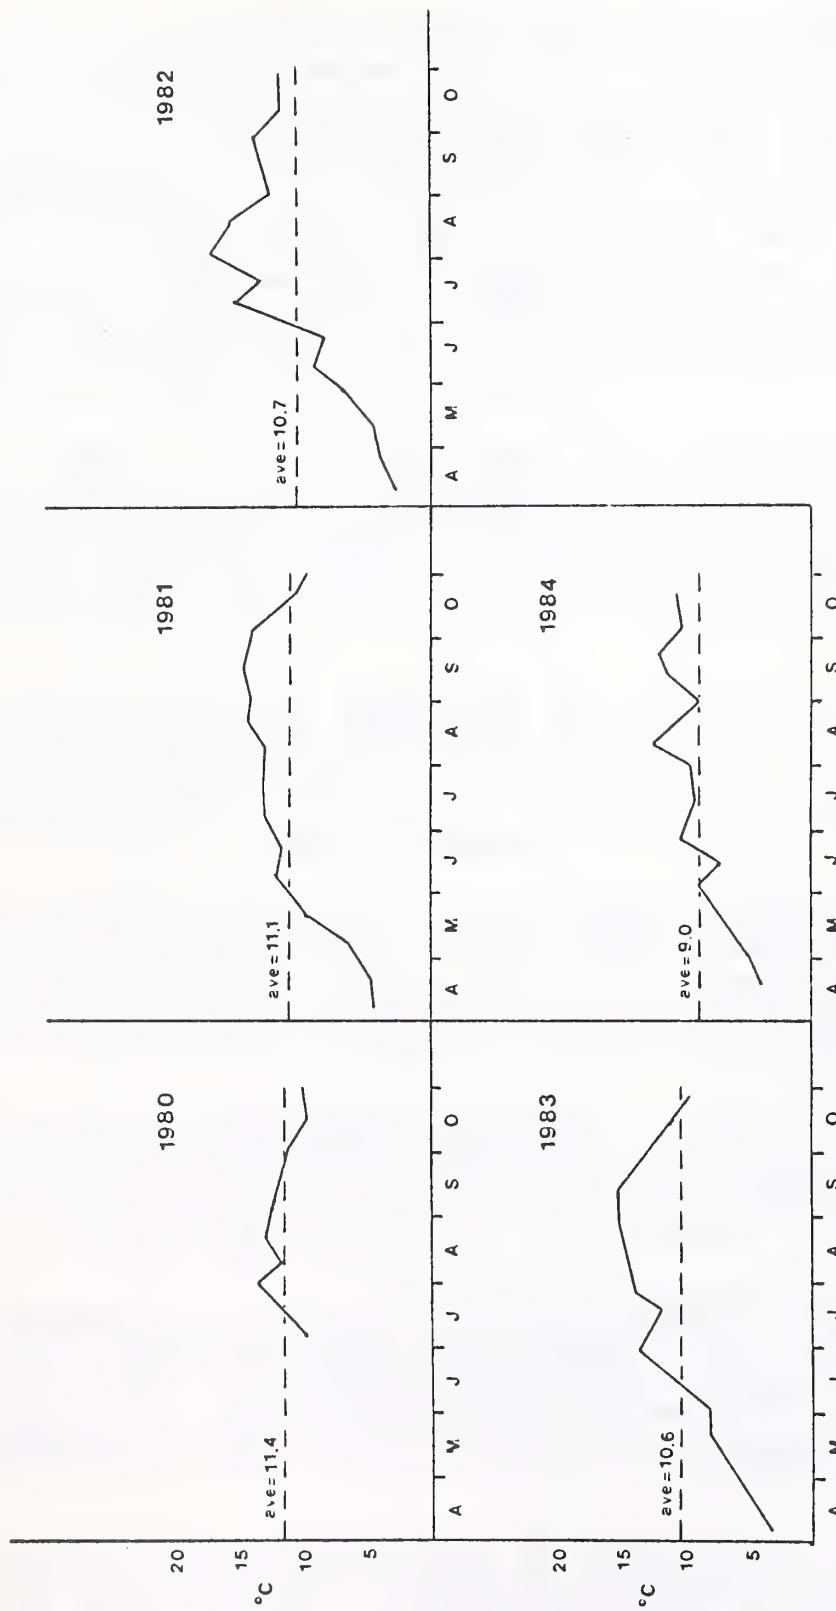 1980
20
15
10
5
°C
ave=11.4
A M J J A S O
1981
ave=11.1
A M J J A S O
1982
ave=10.7
A M J J A S O
1983
20
15
10
5
°C
ave=10.6
A M J J A S O
1984
ave=9.0
A M J J A S O